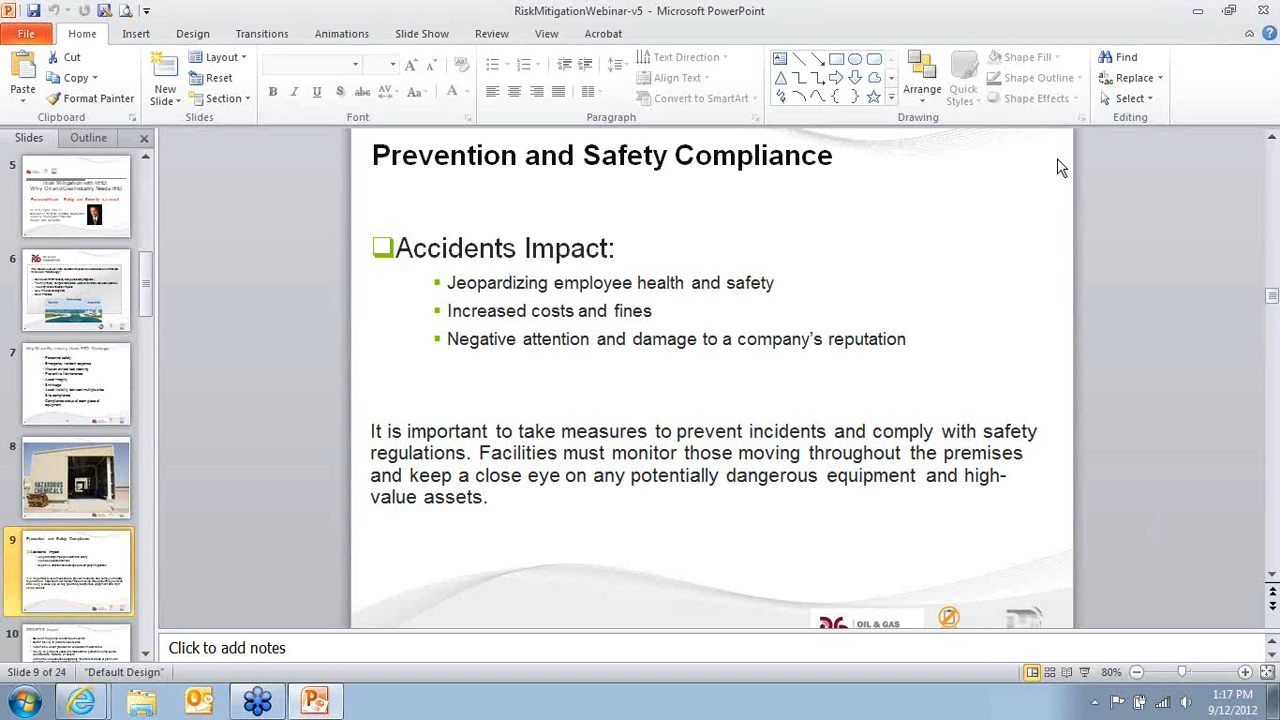 RiskMitigationWebinar-v5 - Microsoft PowerPoint
File Home Insert Design Transitions Animations Slide Show Review View Acrobat
Paste
Cut
Copy
Format Painter
Clipboard
New
Slide
Layout
Reset
Section
Slides
Font
Text Direction
Align Text
Convert to SmartArt
Paragraph
Arrange
Quick
Styles
Shape Fill
Shape Outline
Shape Effects
Drawing
Find
Replace
Select
Editing
Slides Outline
5
6
7
8
HAZARDOUS
CHEMICALS
9
Prevention and Safety Compliance
10
Prevention and Safety Compliance
Accidents Impact:
Jeopardizing employee health and safety
Increased costs and fines
Negative attention and damage to a company's reputation
It is important to take measures to prevent incidents and comply with safety
regulations. Facilities must monitor those moving throughout the premises
and keep a close eye on any potentially dangerous equipment and high-
value assets.
OIL & GAS
Click to add notes
Slide 9 of 24 "Default Design" 80%
1:17 PM
9/12/2012